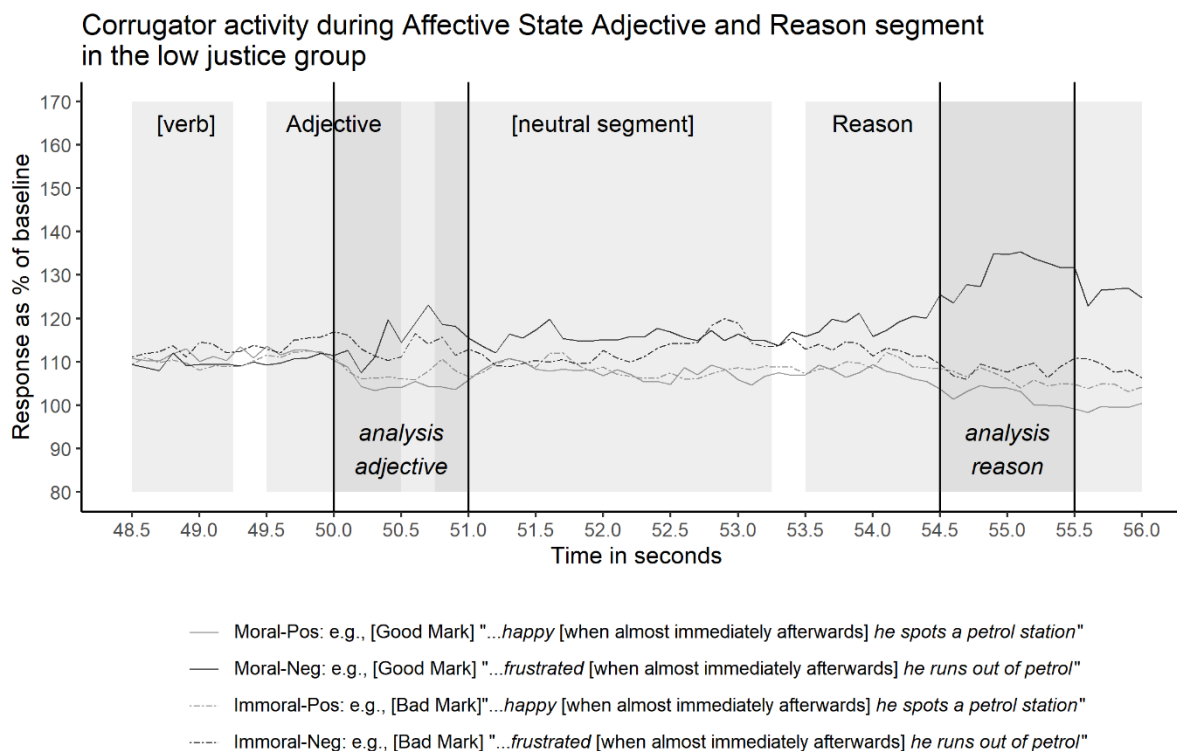 Corrugator activity during Affective State Adjective and Reason segment
in the low justice group
Response as % of baseline
170
160
150
140
130
120
110
100
90
80
[verb]
Adjective
[neutral segment]
Reason
analysis
adjective
analysis
reason
48.5 49.0 49.5 50.0 50.5 51.0 51.5 52.0 52.5 53.0 53.5 54.0 54.5 55.0 55.5 56.0
Time in seconds
Moral-Pos: e.g., [Good Mark] "...happy [when almost immediately afterwards] he spots a petrol station"
Moral-Neg: e.g., [Good Mark] "...frustrated [when almost immediately afterwards] he runs out of petrol"
Immoral-Pos: e.g., [Bad Mark]"...happy [when almost immediately afterwards] he spots a petrol station"
Immoral-Neg: e.g., [Bad Mark] "...frustrated [when almost immediately afterwards] he runs out of petrol"